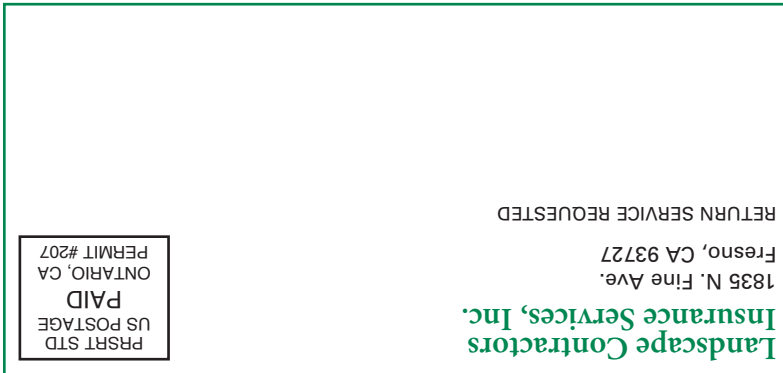 Landscape Contractors
Insurance Services, Inc.
1835 N. Fine Ave.
Fresno, CA 93727
RETURN SERVICE REQUESTED
PRSRT STD
US POSTAGE
PAID
ONTARIO, CA
PERMIT #207